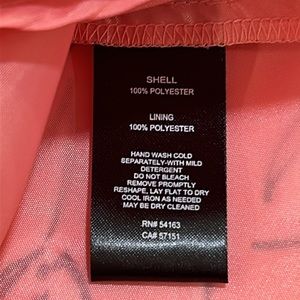 SHELL
100% POLYESTER
LINING
100% POLYESTER
HAND WASH COLD
SEPARATELY-WITH MILD
DETERGENT
DO NOT BLEACH
REMOVE PROMPTLY
RESHAPE, LAY FLAT TO DRY
COOL IRON AS NEEDED
MAY BE DRY CLEANED
RN# 54163
CA# 57151